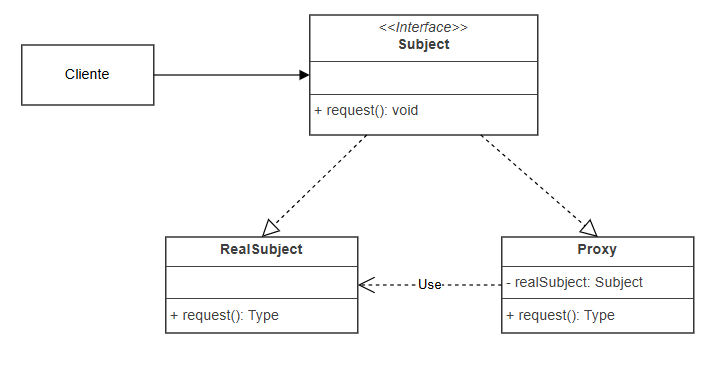 <<Interface>>
Subject
Cliente
+ request(): void
RealSubject
+ request(): Type
Use
Proxy
- realSubject: Subject
+ request(): Type